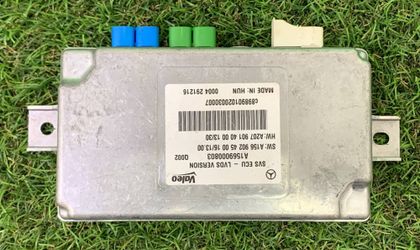 Valeo
SVS ECU - LVDS VERSION
A1569000803 Q002
SW: A156 902 45 00 16/13.00
HW: A207 901 40 00 13/30
c898901020030007
MADE IN: HUN 0004 291216